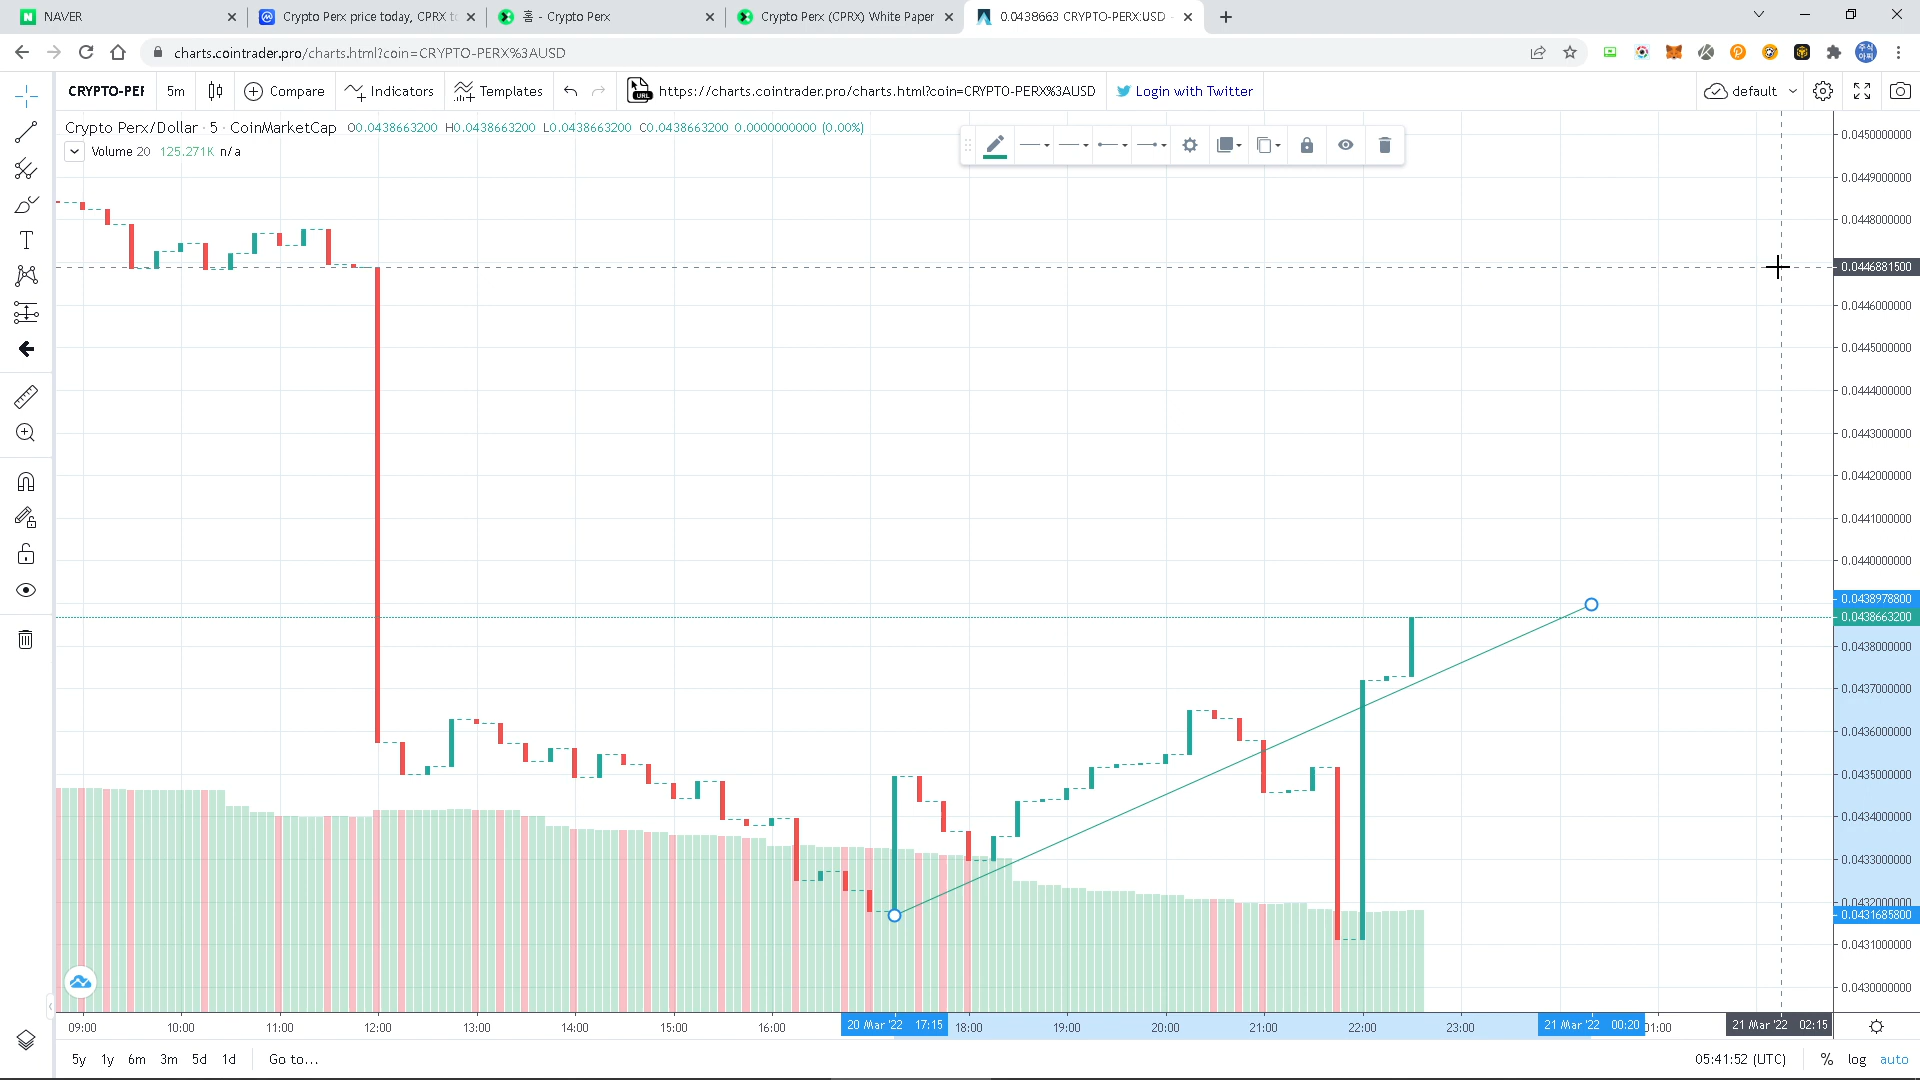 NAVER
Crypto Perx price today, CPRX to
홈 - Crypto Perx
Crypto Perx (CPRX) White Paper
0.0438663 CRYPTO-PERX:USD
charts.cointrader.pro/charts.html?coin=CRYPTO-PERX%3AUSD
CRYPTO-PER
5m
Compare
Indicators
Templates
URL
https://charts.cointrader.pro/charts.html?coin=CRYPTO-PERX%3AUSD
Login with Twitter
default
Crypto Perx/Dollar · 5 · CoinMarketCap O0.0438663200 H0.0438663200 L0.0438663200 C0.0438663200 0.0000000000 (0.00%)
Volume 20 125.271K n/a
0.0450000000
0.0449000000
0.0448000000
0.0446881500
0.0446000000
0.0445000000
0.0444000000
0.0443000000
0.0442000000
0.0441000000
0.0440000000
0.0438978800
0.0438663200
0.0438000000
0.0437000000
0.0436000000
0.0435000000
0.0434000000
0.0433000000
0.0432000000
0.0431685800
0.0431000000
0.0430000000
09:00 10:00 11:00 12:00 13:00 14:00 15:00 16:00 20 Mar '22 17:15 18:00 19:00 20:00 21:00 22:00 23:00 21 Mar '22 00:20 01:00 21 Mar '22 02:15
5y 1y 6m 3m 5d 1d Go to...
05:41:52 (UTC) % log auto